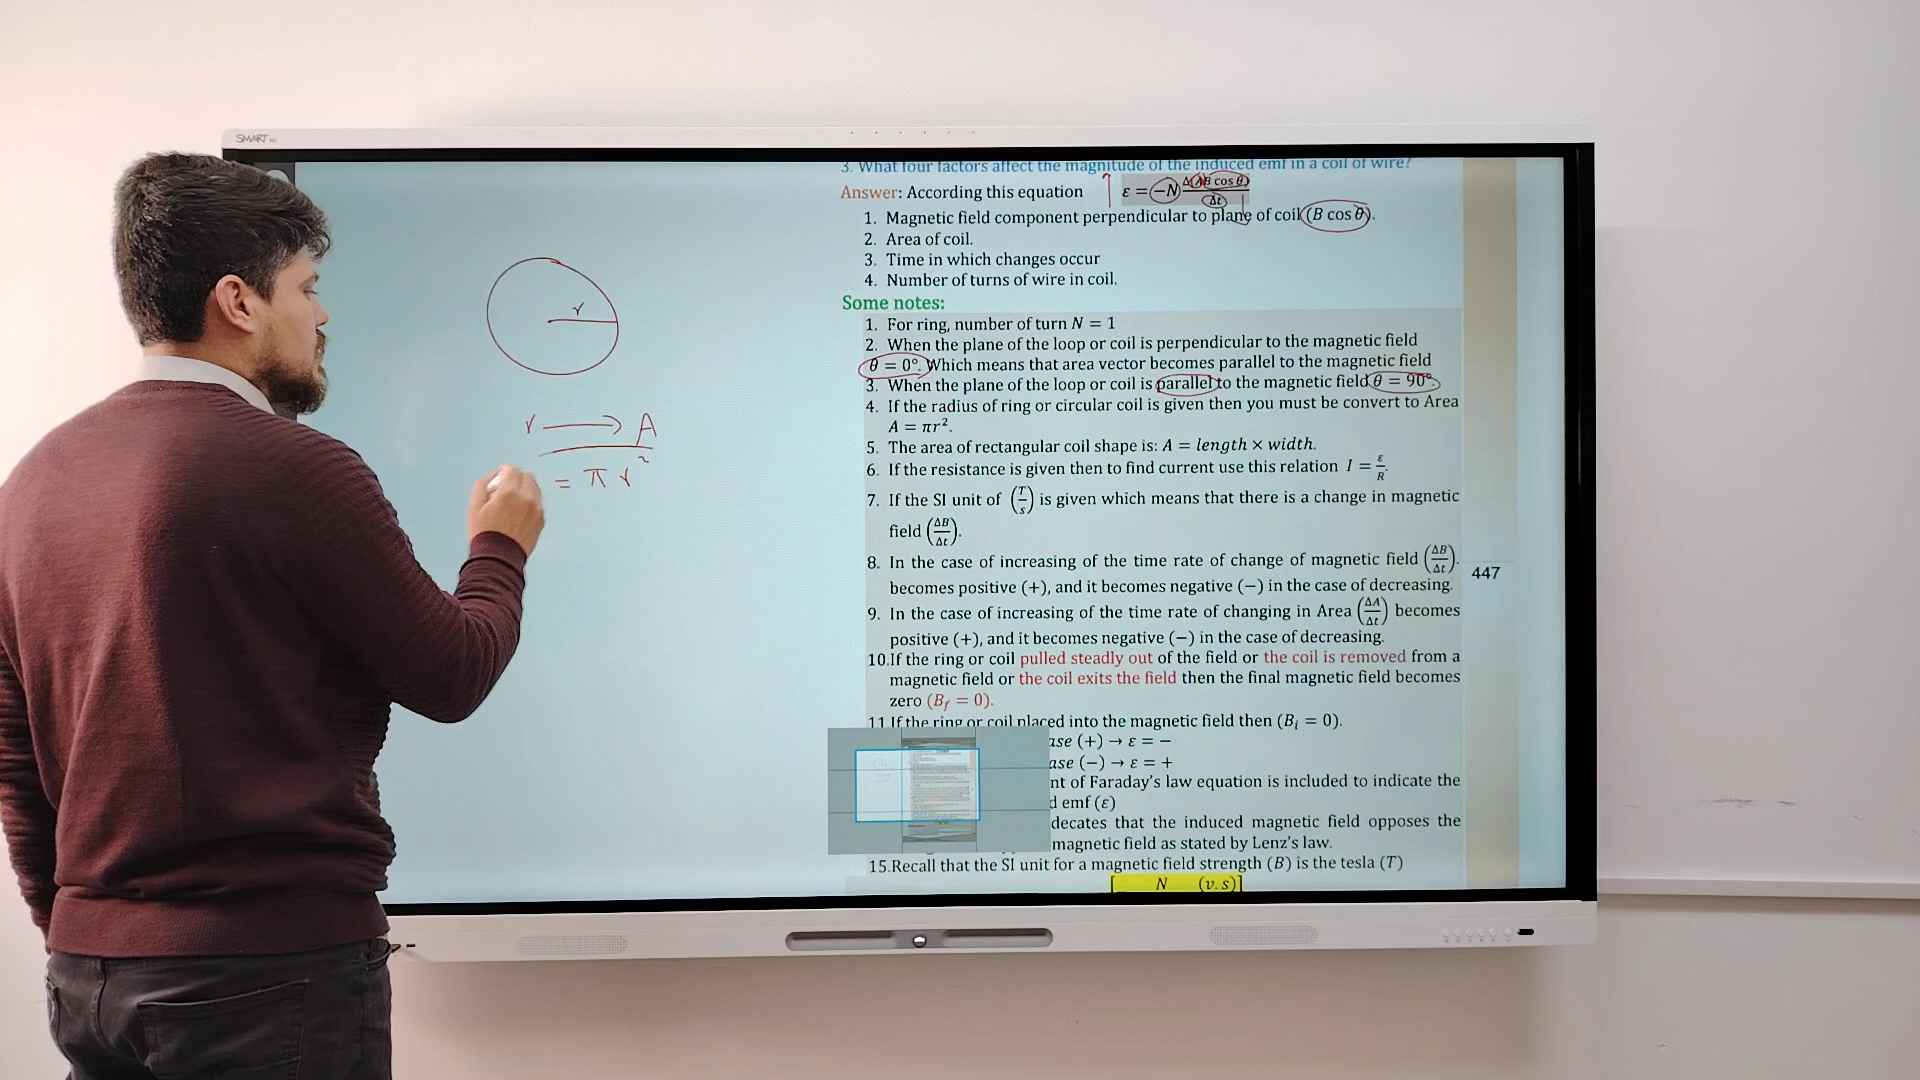 SMART
3. What four factors affect the magnitude of the induced emf in a coil of wire?
Answer: According this equation ε = −N Δ(AB cos θ) / Δt
1. Magnetic field component perpendicular to plane of coil (B cos θ).
2. Area of coil.
3. Time in which changes occur
4. Number of turns of wire in coil.
Some notes:
1. For ring, number of turn N = 1
2. When the plane of the loop or coil is perpendicular to the magnetic field
θ = 0°. Which means that area vector becomes parallel to the magnetic field
3. When the plane of the loop or coil is parallel to the magnetic field θ = 90°.
4. If the radius of ring or circular coil is given then you must be convert to Area
A = πr².
5. The area of rectangular coil shape is: A = length × width.
6. If the resistance is given then to find current use this relation I = ε/R.
7. If the SI unit of (T/s) is given which means that there is a change in magnetic
field (ΔB/Δt).
8. In the case of increasing of the time rate of change of magnetic field (ΔB/Δt).
becomes positive (+), and it becomes negative (−) in the case of decreasing.
9. In the case of increasing of the time rate of changing in Area (ΔA/Δt) becomes
positive (+), and it becomes negative (−) in the case of decreasing.
10.If the ring or coil pulled steadily out of the field or the coil is removed from a
magnetic field or the coil exits the field then the final magnetic field becomes
zero (B_f = 0).
11.If the ring or coil placed into the magnetic field then (B_i = 0).
ase (+) → ε = −
ase (−) → ε = +
nt of Faraday's law equation is included to indicate the
d emf (ε)
decates that the induced magnetic field opposes the
magnetic field as stated by Lenz's law.
15.Recall that the SI unit for a magnetic field strength (B) is the tesla (T)
[ N (v.s)]
447
r
r → A
= π r²